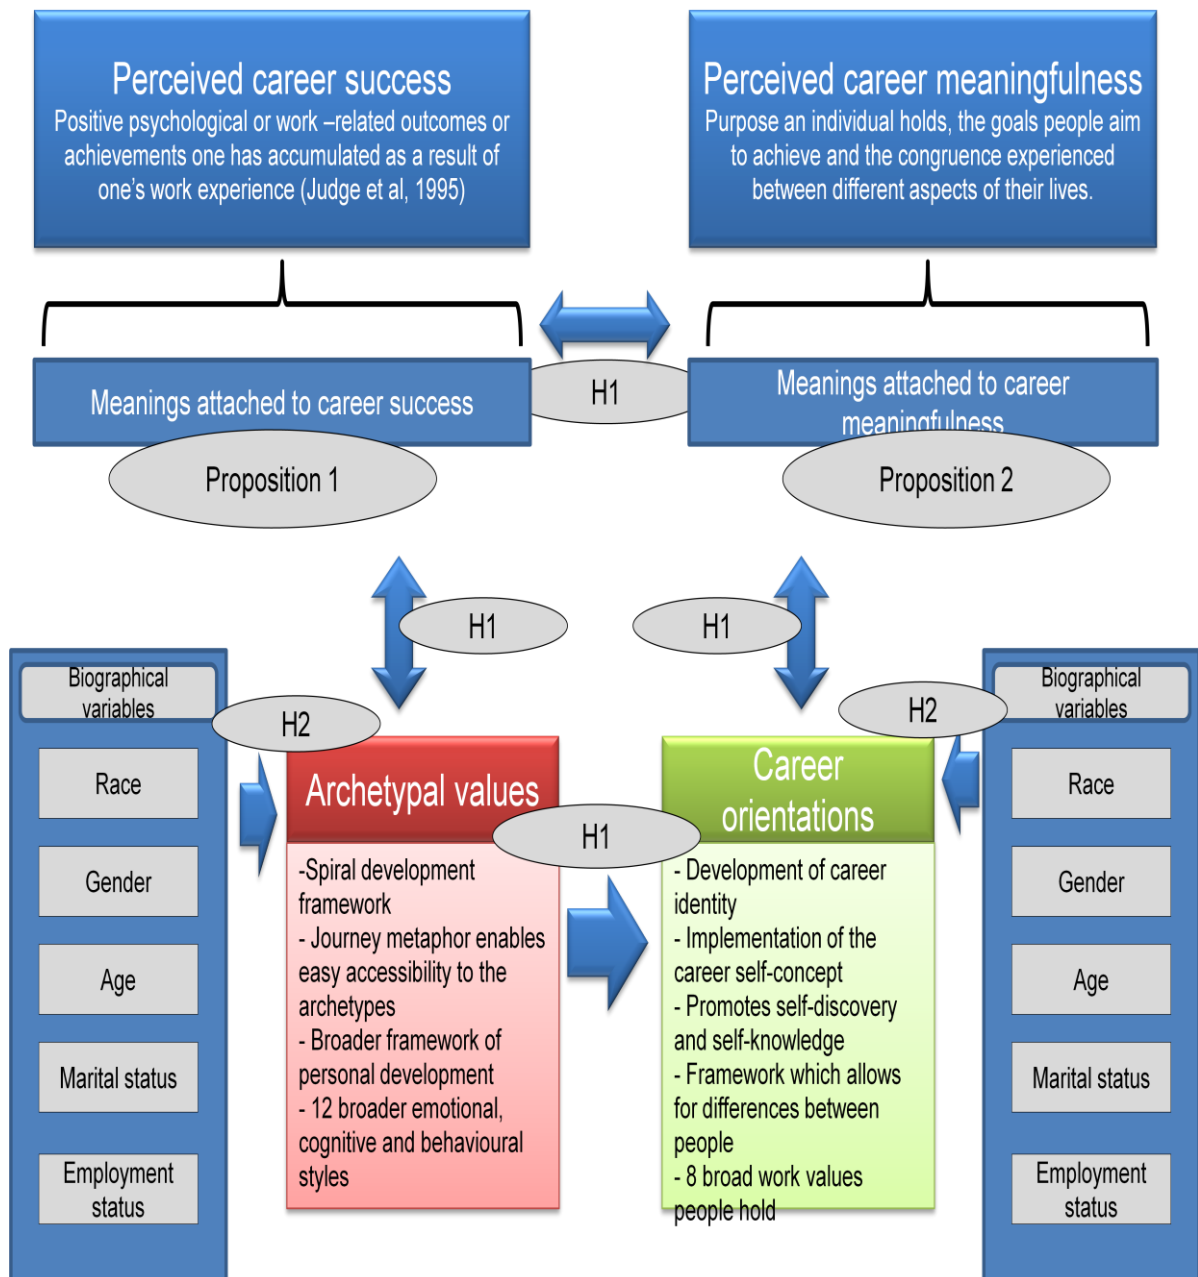 Perceived career success
Positive psychological or work –related outcomes or
achievements one has accumulated as a result of
one's work experience (Judge et al, 1995)
Perceived career meaningfulness
Purpose an individual holds, the goals people aim
to achieve and the congruence experienced
between different aspects of their lives.
Meanings attached to career success
H1
Meanings attached to career
meaningfulness
Proposition 1
Proposition 2
H1
H1
Biographical
variables
Race
Gender
Age
Marital status
Employment
status
H2
Archetypal values
-Spiral development
framework
- Journey metaphor enables
easy accessibility to the
archetypes
- Broader framework of
personal development
- 12 broader emotional,
cognitive and behavioural
styles
H1
Career
orientations
- Development of career
identity
- Implementation of the
career self-concept
- Promotes self-discovery
and self-knowledge
- Framework which allows
for differences between
people
- 8 broad work values
people hold
H2
Biographical
variables
Race
Gender
Age
Marital status
Employment
status